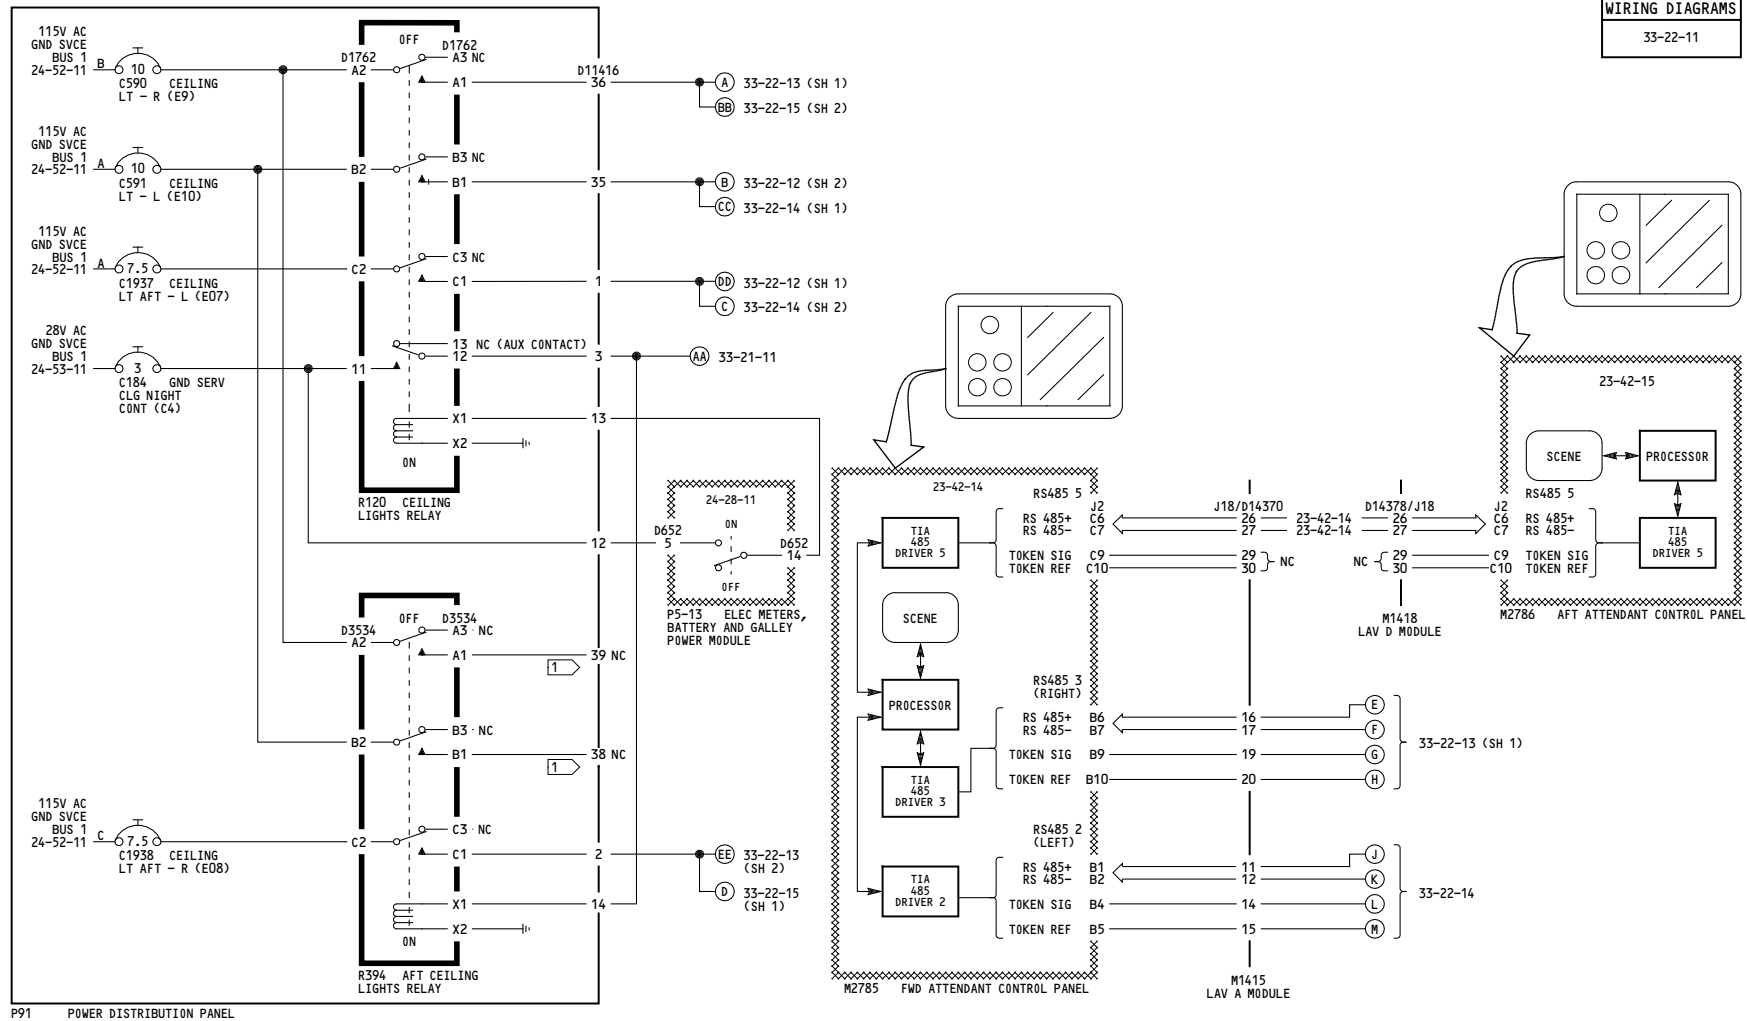 WIRING DIAGRAMS
33-22-11
115V AC
GND SVCE
BUS 1
24-52-11
B
10
C590 CEILING
LT - R (E9)
115V AC
GND SVCE
BUS 1
24-52-11
A
10
C591 CEILING
LT - L (E10)
115V AC
GND SVCE
BUS 1
24-52-11
A
7.5
C1937 CEILING
LT AFT - L (E07)
28V AC
GND SVCE
BUS 1
24-53-11
3
C184 GND SERV
CLG NIGHT
CONT (C4)
115V AC
GND SVCE
BUS 1
24-52-11
C
7.5
C1938 CEILING
LT AFT - R (E08)
OFF
D1762
D1762
A2
A3 NC
A1
B2
B3 NC
B1
C2
C3 NC
C1
13 NC (AUX CONTACT)
12
11
X1
X2
ON
R120 CEILING
LIGHTS RELAY
D11416
36
35
1
3
13
12
A 33-22-13 (SH 1)
BB 33-22-15 (SH 2)
B 33-22-12 (SH 2)
CC 33-22-14 (SH 1)
DD 33-22-12 (SH 1)
C 33-22-14 (SH 2)
AA 33-21-11
24-28-11
ON
D652
5
D652
14
OFF
P5-13 ELEC METERS,
BATTERY AND GALLEY
POWER MODULE
OFF
D3534
D3534
A2
A3 NC
A1
1
39 NC
B2
B3 NC
B1
1
38 NC
C2
C3 NC
C1
2
X1
14
X2
ON
R394 AFT CEILING
LIGHTS RELAY
EE 33-22-13
(SH 2)
D 33-22-15
(SH 1)
P91 POWER DISTRIBUTION PANEL
23-42-14
RS485 5
J2
TIA
485
DRIVER 5
RS 485+ C6
RS 485- C7
TOKEN SIG C9
TOKEN REF C10
SCENE
PROCESSOR
TIA
485
DRIVER 3
RS485 3
(RIGHT)
RS 485+ B6
RS 485- B7
TOKEN SIG B9
TOKEN REF B10
RS485 2
(LEFT)
TIA
485
DRIVER 2
RS 485+ B1
RS 485- B2
TOKEN SIG B4
TOKEN REF B5
M2785 FWD ATTENDANT CONTROL PANEL
J18/D14370
26 23-42-14
27 23-42-14
29
30
NC
16
17
19
20
11
12
14
15
M1415
LAV A MODULE
D14378/J18
26
27
NC
29
30
M1418
LAV D MODULE
E
F
G
H
33-22-13 (SH 1)
J
K
L
M
33-22-14
23-42-15
SCENE
PROCESSOR
J2
RS485 5
C6 RS 485+
C7 RS 485-
C9 TOKEN SIG
C10 TOKEN REF
TIA
485
DRIVER 5
M2786 AFT ATTENDANT CONTROL PANEL